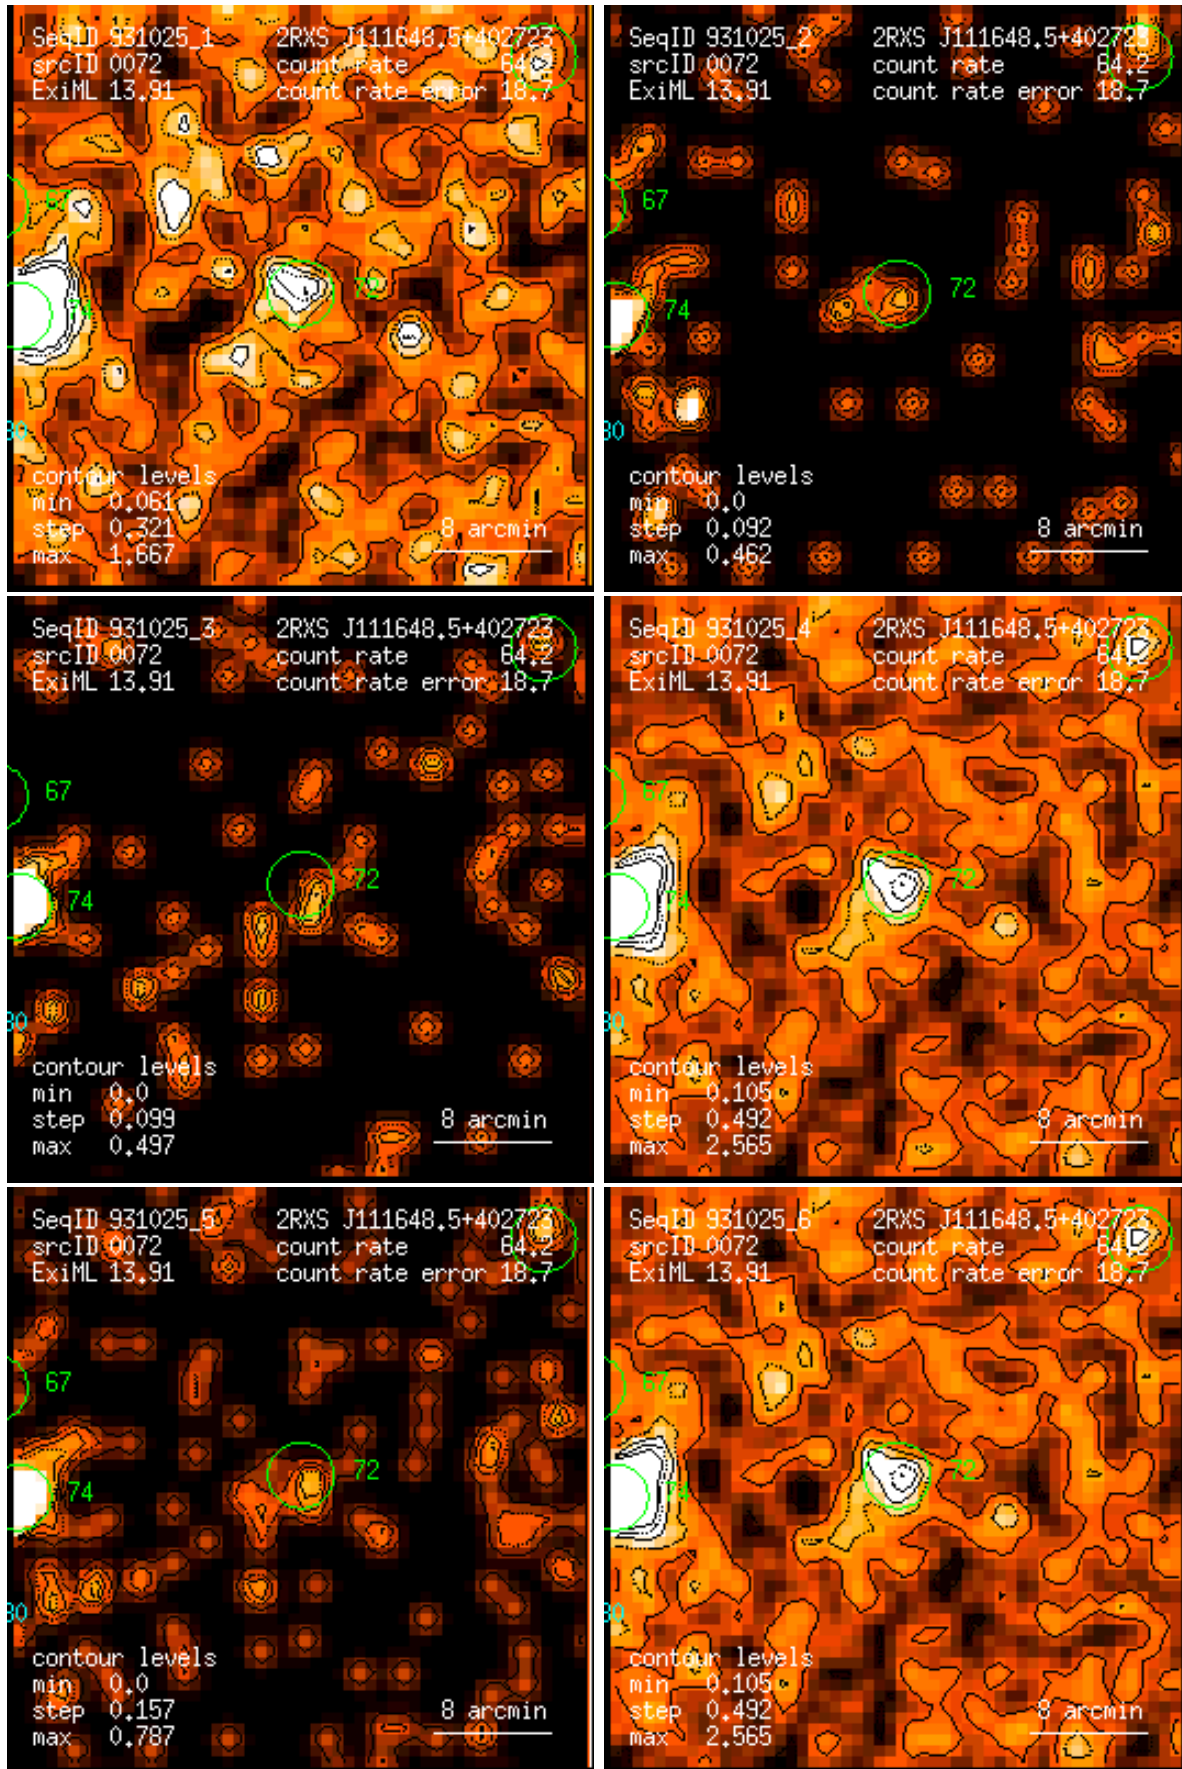 SeqID 931025_1 2RXS J111648.5+402723
srcID 0072 count rate 64.2
ExiML 13.91 count rate error 18.7
67
72
74
80
contour levels
min 0.061
step 0.321 8 arcmin
max 1.667
SeqID 931025_2 2RXS J111648.5+402723
srcID 0072 count rate 64.2
ExiML 13.91 count rate error 18.7
67
72
74
80
contour levels
min 0.0
step 0.092 8 arcmin
max 0.462
SeqID 931025_3 2RXS J111648.5+402723
srcID 0072 count rate 64.2
ExiML 13.91 count rate error 18.7
67
72
74
80
contour levels
min 0.0
step 0.099 8 arcmin
max 0.497
SeqID 931025_4 2RXS J111648.5+402723
srcID 0072 count rate 64.2
ExiML 13.91 count rate error 18.7
67
72
74
80
contour levels
min 0.105
step 0.492 8 arcmin
max 2.565
SeqID 931025_5 2RXS J111648.5+402723
srcID 0072 count rate 64.2
ExiML 13.91 count rate error 18.7
67
72
74
80
contour levels
min 0.0
step 0.157 8 arcmin
max 0.787
SeqID 931025_6 2RXS J111648.5+402723
srcID 0072 count rate 64.2
ExiML 13.91 count rate error 18.7
67
72
74
80
contour levels
min 0.105
step 0.492 8 arcmin
max 2.565